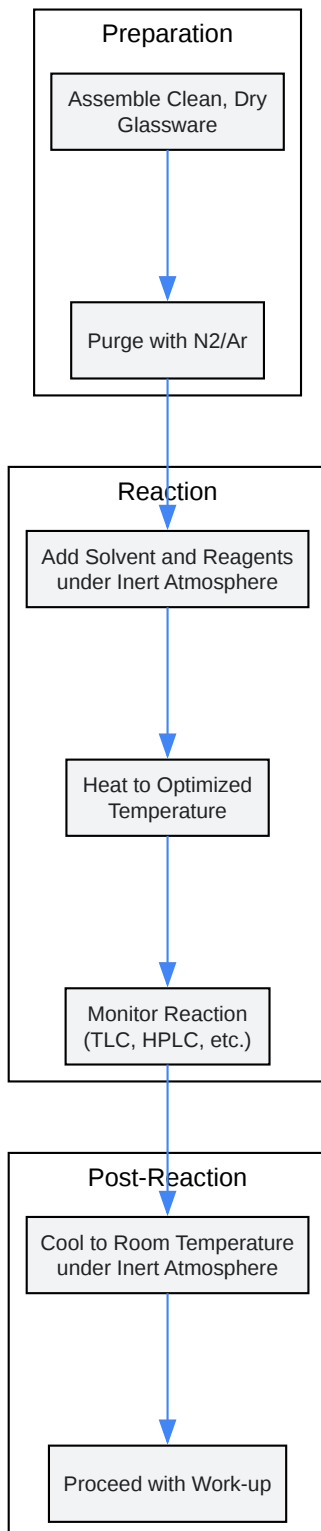 Preparation
Assemble Clean, Dry
Glassware
Purge with N2/Ar
Reaction
Add Solvent and Reagents
under Inert Atmosphere
Heat to Optimized
Temperature
Monitor Reaction
(TLC, HPLC, etc.)
Post-Reaction
Cool to Room Temperature
under Inert Atmosphere
Proceed with Work-up